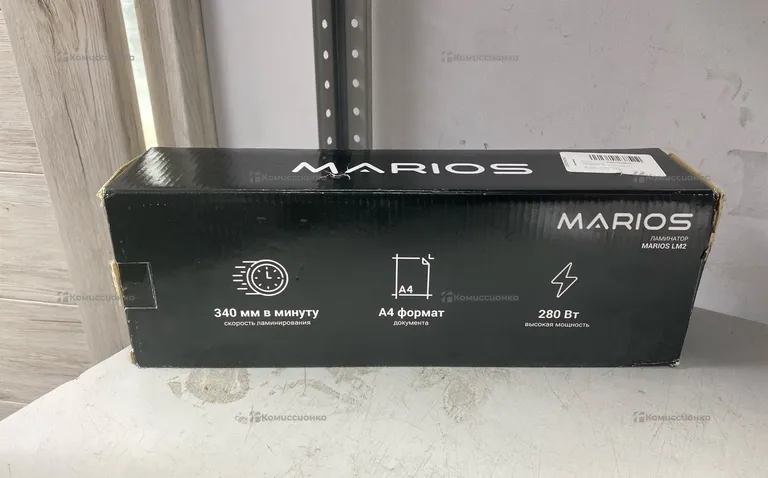 MARIOS
MARIOS
ЛАМИНАТОР
MARIOS LM2
A4
340 мм в минуту
скорость ламинирования
А4 формат
документа
280 Вт
высокая мощность
Комиссионко
Комиссионко
Комиссионко
Комиссионко
Комиссионко
Комиссионко
Комиссионко
Комиссионко